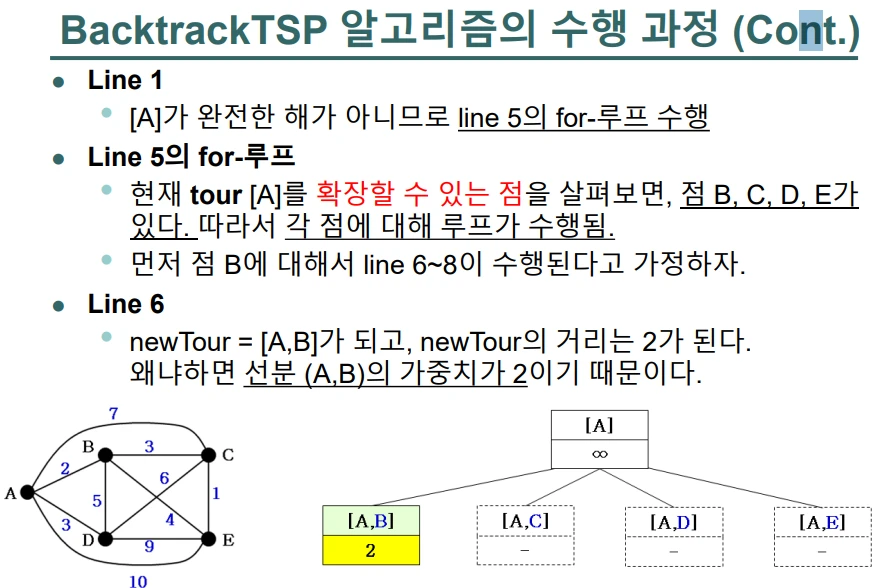 BacktrackTSP 알고리즘의 수행 과정 (Cont.)
Line 1
[A]가 완전한 해가 아니므로 line 5의 for-루프 수행
Line 5의 for-루프
현재 tour [A]를 확장할 수 있는 점을 살펴보면, 점 B, C, D, E가
있다. 따라서 각 점에 대해 루프가 수행됨.
먼저 점 B에 대해서 line 6~8이 수행된다고 가정하자.
Line 6
newTour = [A,B]가 되고, newTour의 거리는 2가 된다.
왜냐하면 선분 (A,B)의 가중치가 2이기 때문이다.
7
B
3
C
2
6
A
5
1
3
4
D
9
E
10
[A]
∞
[A,B]
2
[A,C]
–
[A,D]
–
[A,E]
–